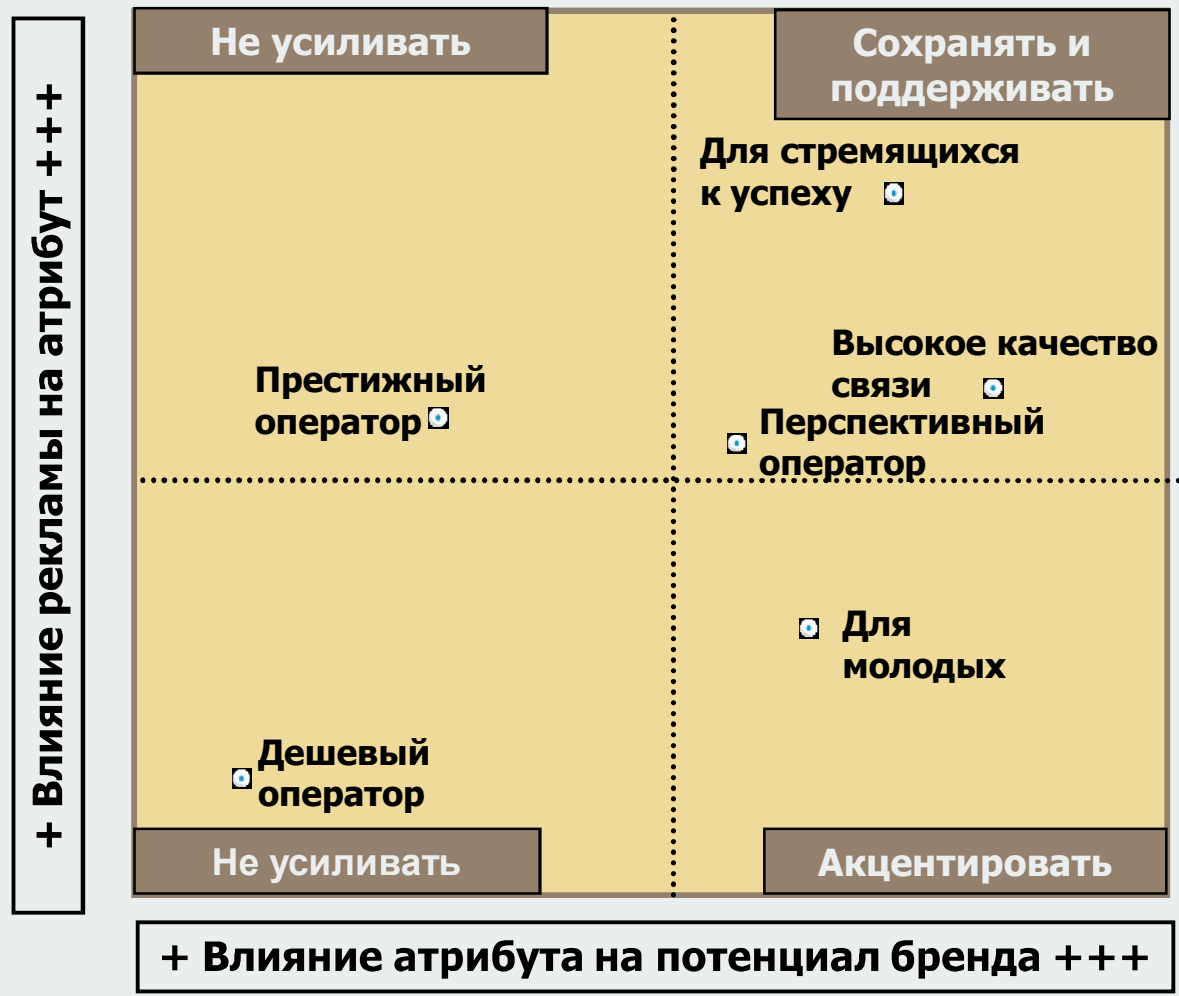 + Влияние рекламы на атрибут +++
Не усиливать
Сохранять и
поддерживать
Для стремящихся
к успеху
Высокое качество
связи
Престижный
оператор
Перспективный
оператор
Для
молодых
Дешевый
оператор
Не усиливать
Акцентировать
+ Влияние атрибута на потенциал бренда +++